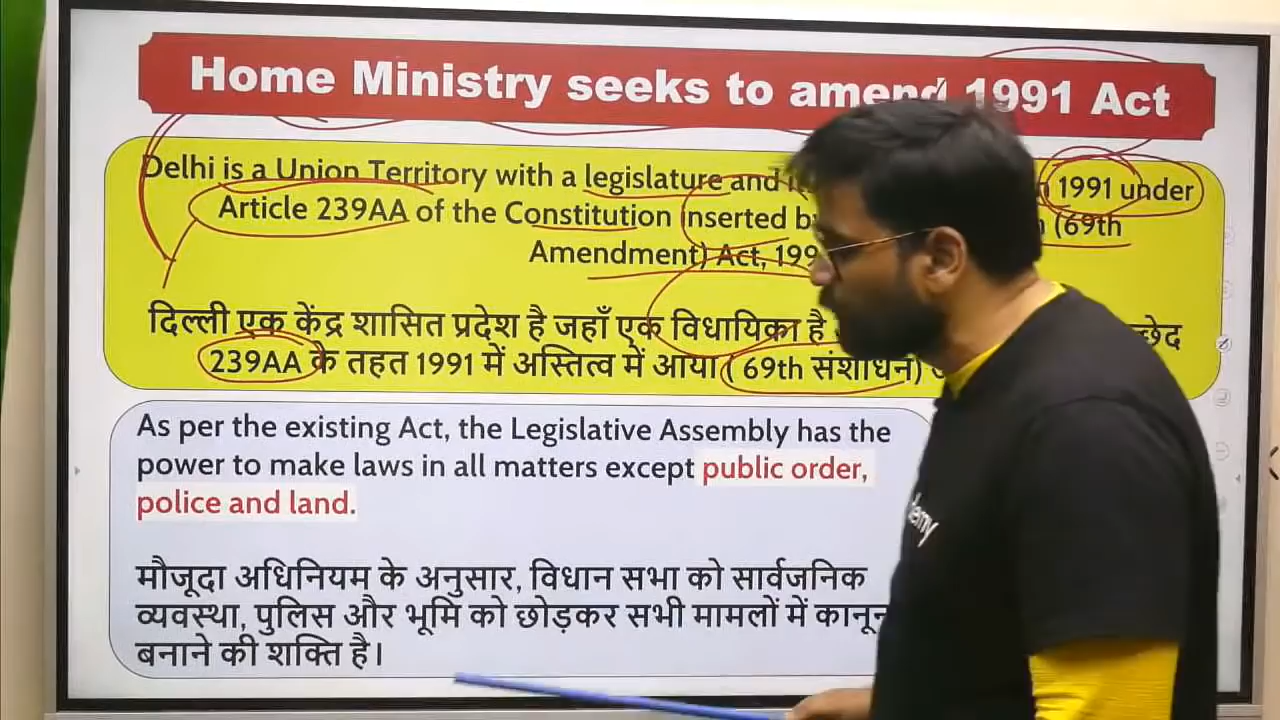 Home Ministry seeks to amend 1991 Act
Delhi is a Union Territory with a legislature and 1991 under
Article 239AA of the Constitution inserted (69th
Amendment) Act,
दिल्ली एक केंद्र शासित प्रदेश है जहाँ एक विधायिका है
239AA के तहत 1991 में अस्तित्व में आया ( 69th संशोधन)
As per the existing Act, the Legislative Assembly has the
power to make laws in all matters except public order,
police and land.
मौजूदा अधिनियम के अनुसार, विधान सभा को सार्वजनिक
व्यवस्था, पुलिस और भूमि को छोड़कर सभी मामलों में कानून
बनाने की शक्ति है।